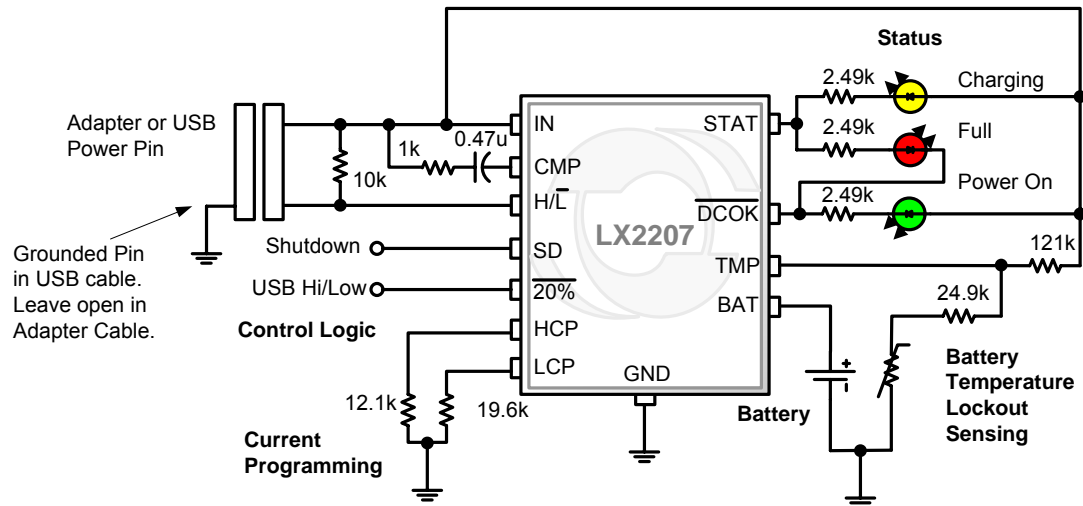 Status
2.49k
Charging
2.49k
Full
2.49k
Power On
Adapter or USB
Power Pin
Grounded Pin
in USB cable.
Leave open in
Adapter Cable.
10k
1k
0.47u
Shutdown
USB Hi/Low
Control Logic
12.1k
19.6k
Current
Programming
IN
CMP
H/L̅
SD
2̅0̅%̅
HCP
LCP
LX2207
GND
STAT
D̅C̅O̅K̅
TMP
BAT
121k
24.9k
+
-
Battery
Battery
Temperature
Lockout
Sensing